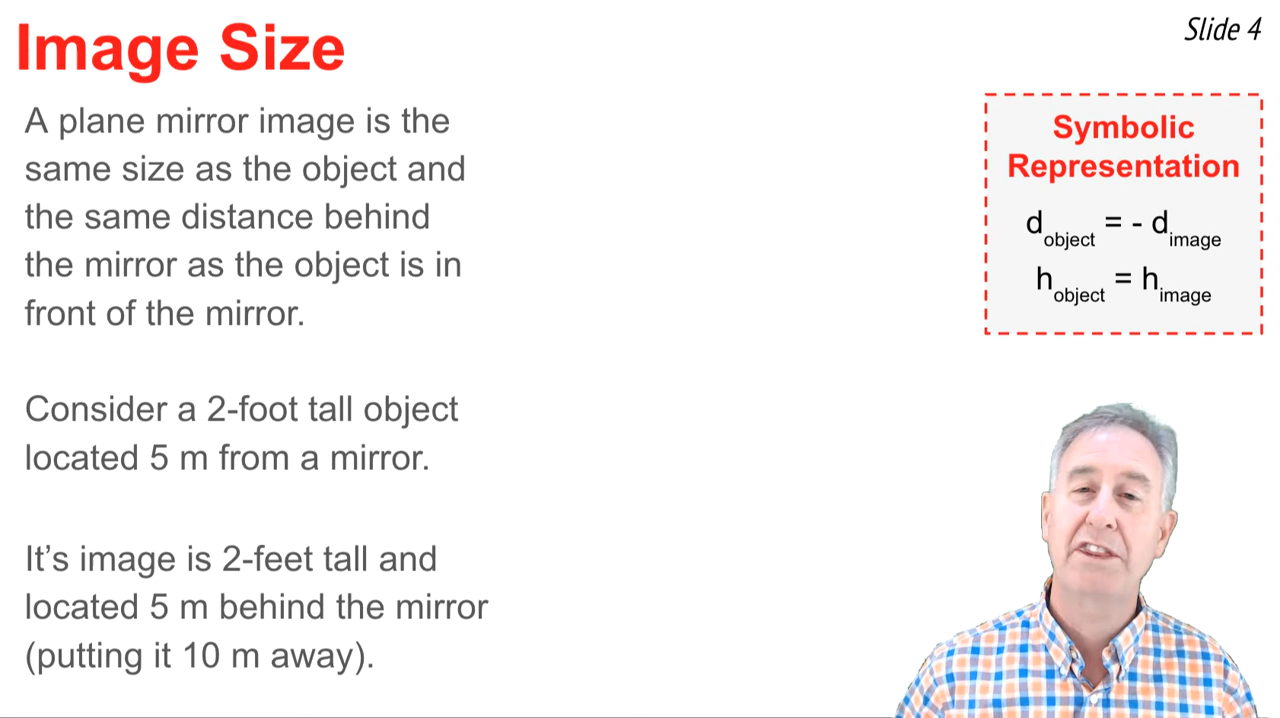 Image Size
Slide 4
A plane mirror image is the
same size as the object and
the same distance behind
the mirror as the object is in
front of the mirror.
Consider a 2-foot tall object
located 5 m from a mirror.
It’s image is 2-feet tall and
located 5 m behind the mirror
(putting it 10 m away).
Symbolic
Representation
d object = - d image
h object = h image